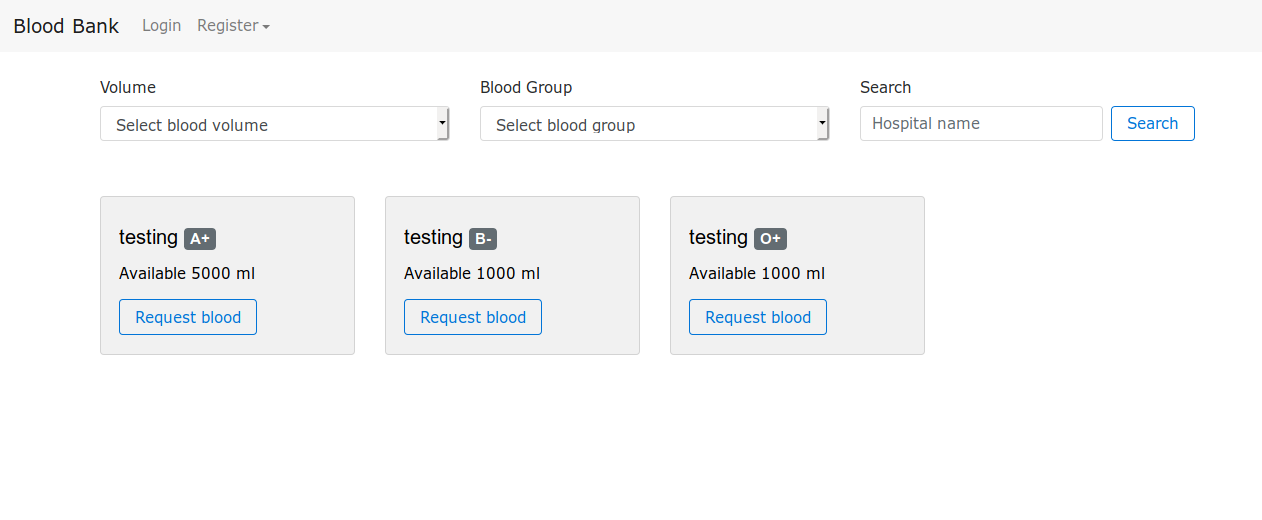 Blood Bank Login Register
Volume Blood Group Search
Select blood volume Select blood group Hospital name Search
testing A+ testing B- testing O+
Available 5000 ml Available 1000 ml Available 1000 ml
Request blood Request blood Request blood